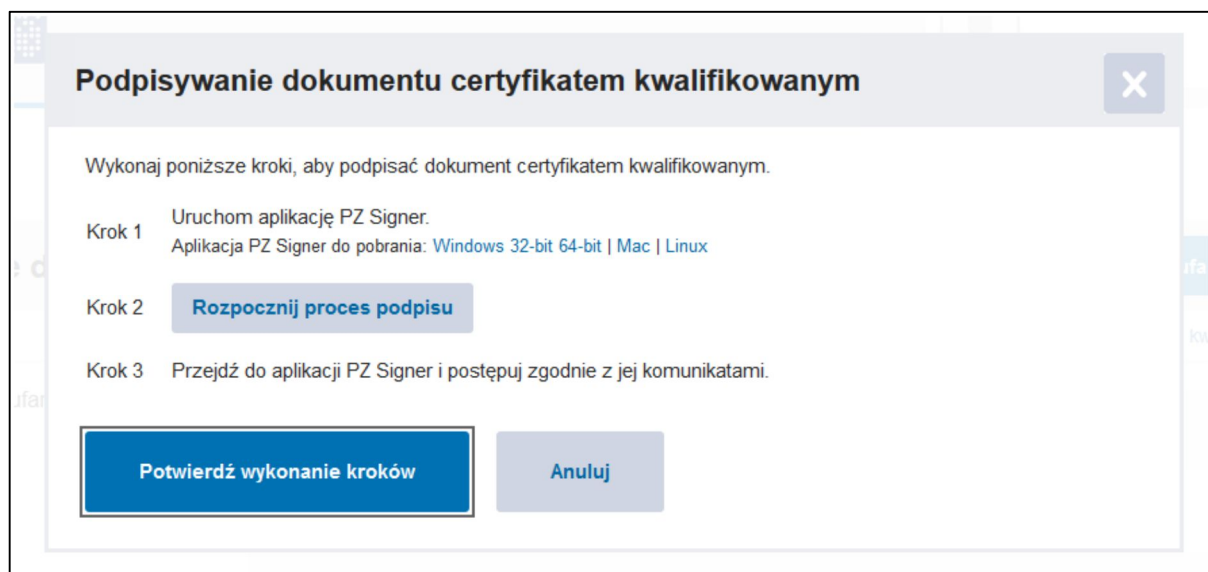 Podpisywanie dokumentu certyfikatem kwalifikowanym
Wykonaj poniższe kroki, aby podpisać dokument certyfikatem kwalifikowanym.
Krok 1
Uruchom aplikację PZ Signer.
Aplikacja PZ Signer do pobrania: Windows 32-bit 64-bit | Mac | Linux
Krok 2 Rozpocznij proces podpisu
Krok 3 Przejdź do aplikacji PZ Signer i postępuj zgodnie z jej komunikatami.
Potwierdź wykonanie kroków Anuluj